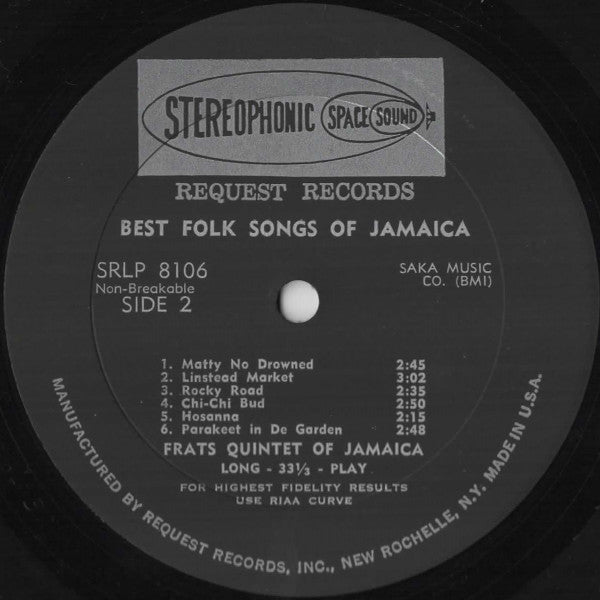 STEREOPHONIC SPACE SOUND
REQUEST RECORDS
BEST FOLK SONGS OF JAMAICA
SRLP 8106
Non-Breakable
SIDE 2
SAKA MUSIC
CO. (BMI)
1. Matty No Drowned 2:45
2. Linstead Market 3:02
3. Rocky Road 2:35
4. Chi-Chi Bud 2:50
5. Hosanna 2:15
6. Parakeet in De Garden 2:48
FRATS QUINTET OF JAMAICA
LONG - 33⅓ - PLAY
FOR HIGHEST FIDELITY RESULTS
USE RIAA CURVE
MANUFACTURED BY REQUEST RECORDS, INC., NEW ROCHELLE, N.Y. MADE IN U.S.A.